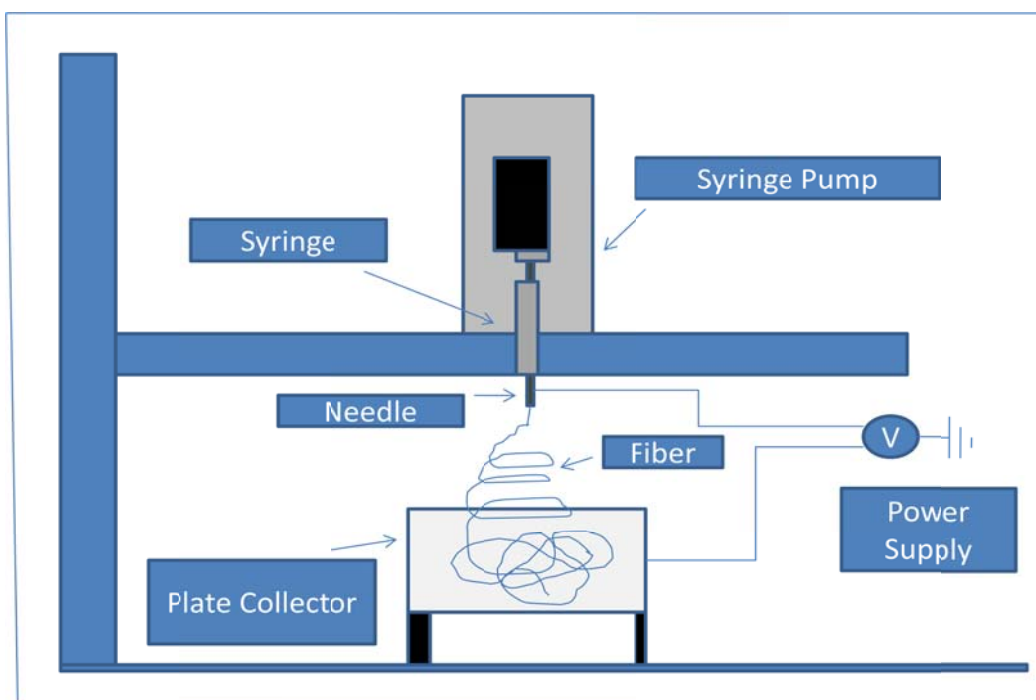 Syringe Pump
Syringe
Needle
Fiber
V
Power
Supply
Plate Collector